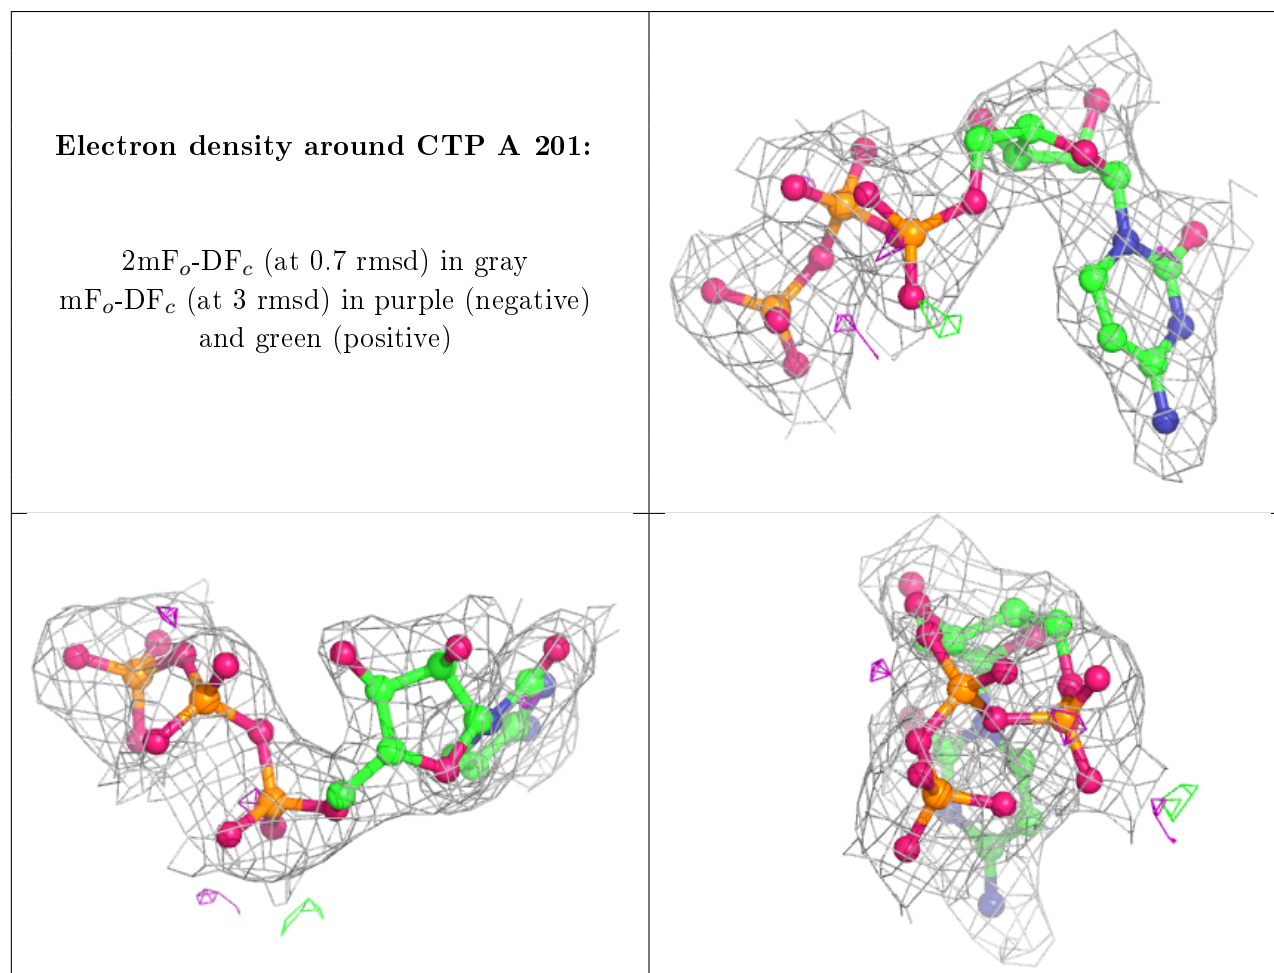 Electron density around CTP A 201:
2mFo-DFc (at 0.7 rmsd) in gray
mFo-DFc (at 3 rmsd) in purple (negative)
and green (positive)